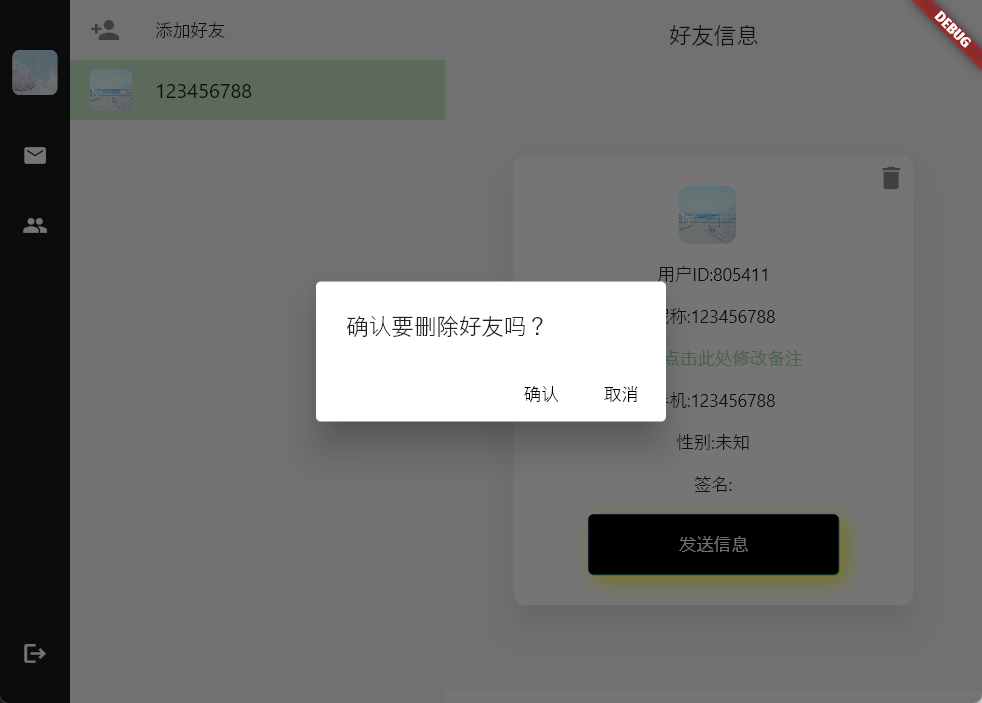 添加好友
123456788
好友信息
DEBUG
用户ID:805411
:123456788
点击此处修改备注
机:123456788
性别:未知
签名:
发送信息
确认要删除好友吗？
确认
取消